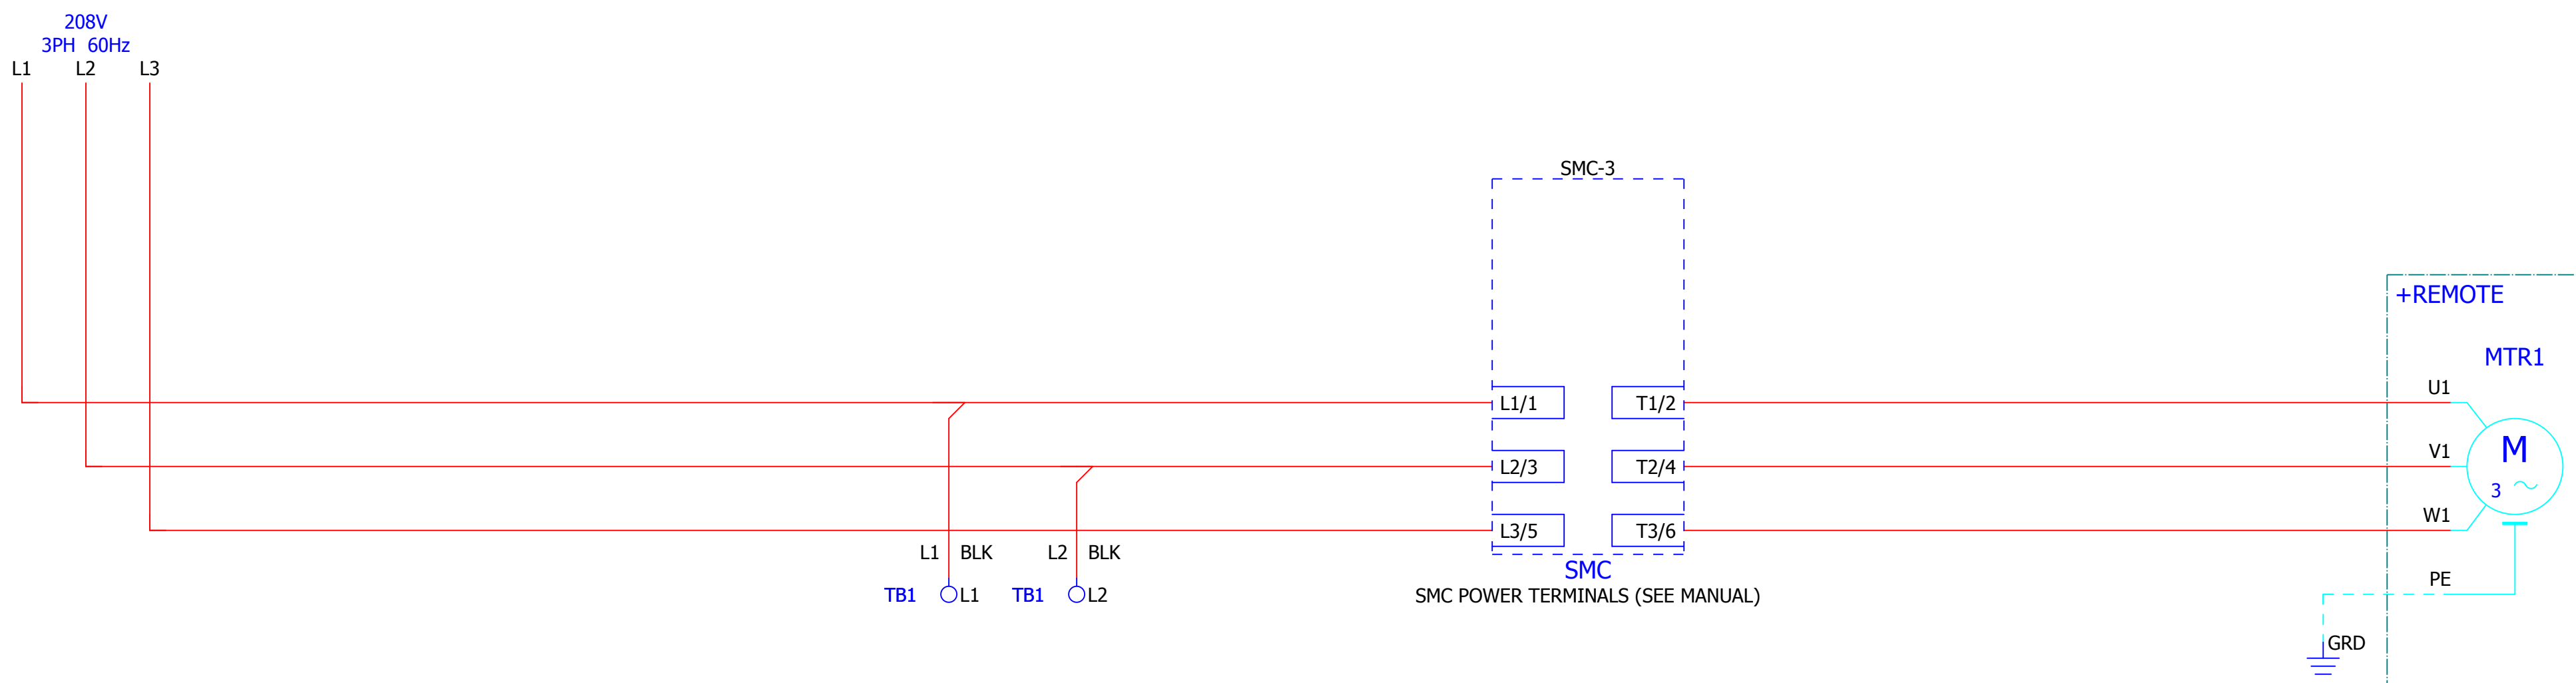 208V
3PH 60Hz
L1 L2 L3
SMC-3
+REMOTE
MTR1
U1
L1/1 T1/2
V1
M
L2/3 T2/4
3
W1
L3/5 T3/6
L1 BLK L2 BLK
SMC
PE
TB1 L1 TB1 L2
SMC POWER TERMINALS (SEE MANUAL)
GRD